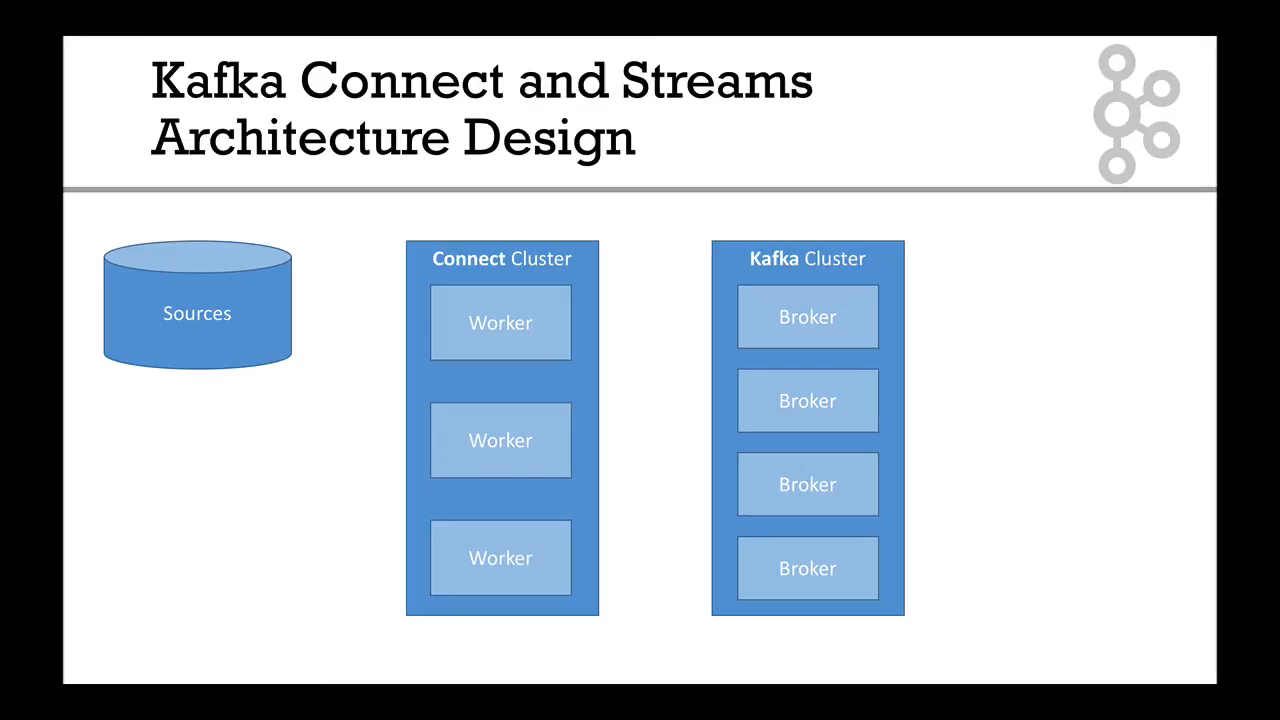 Kafka Connect and Streams
Architecture Design
Sources
Connect Cluster
Worker
Worker
Worker
Kafka Cluster
Broker
Broker
Broker
Broker